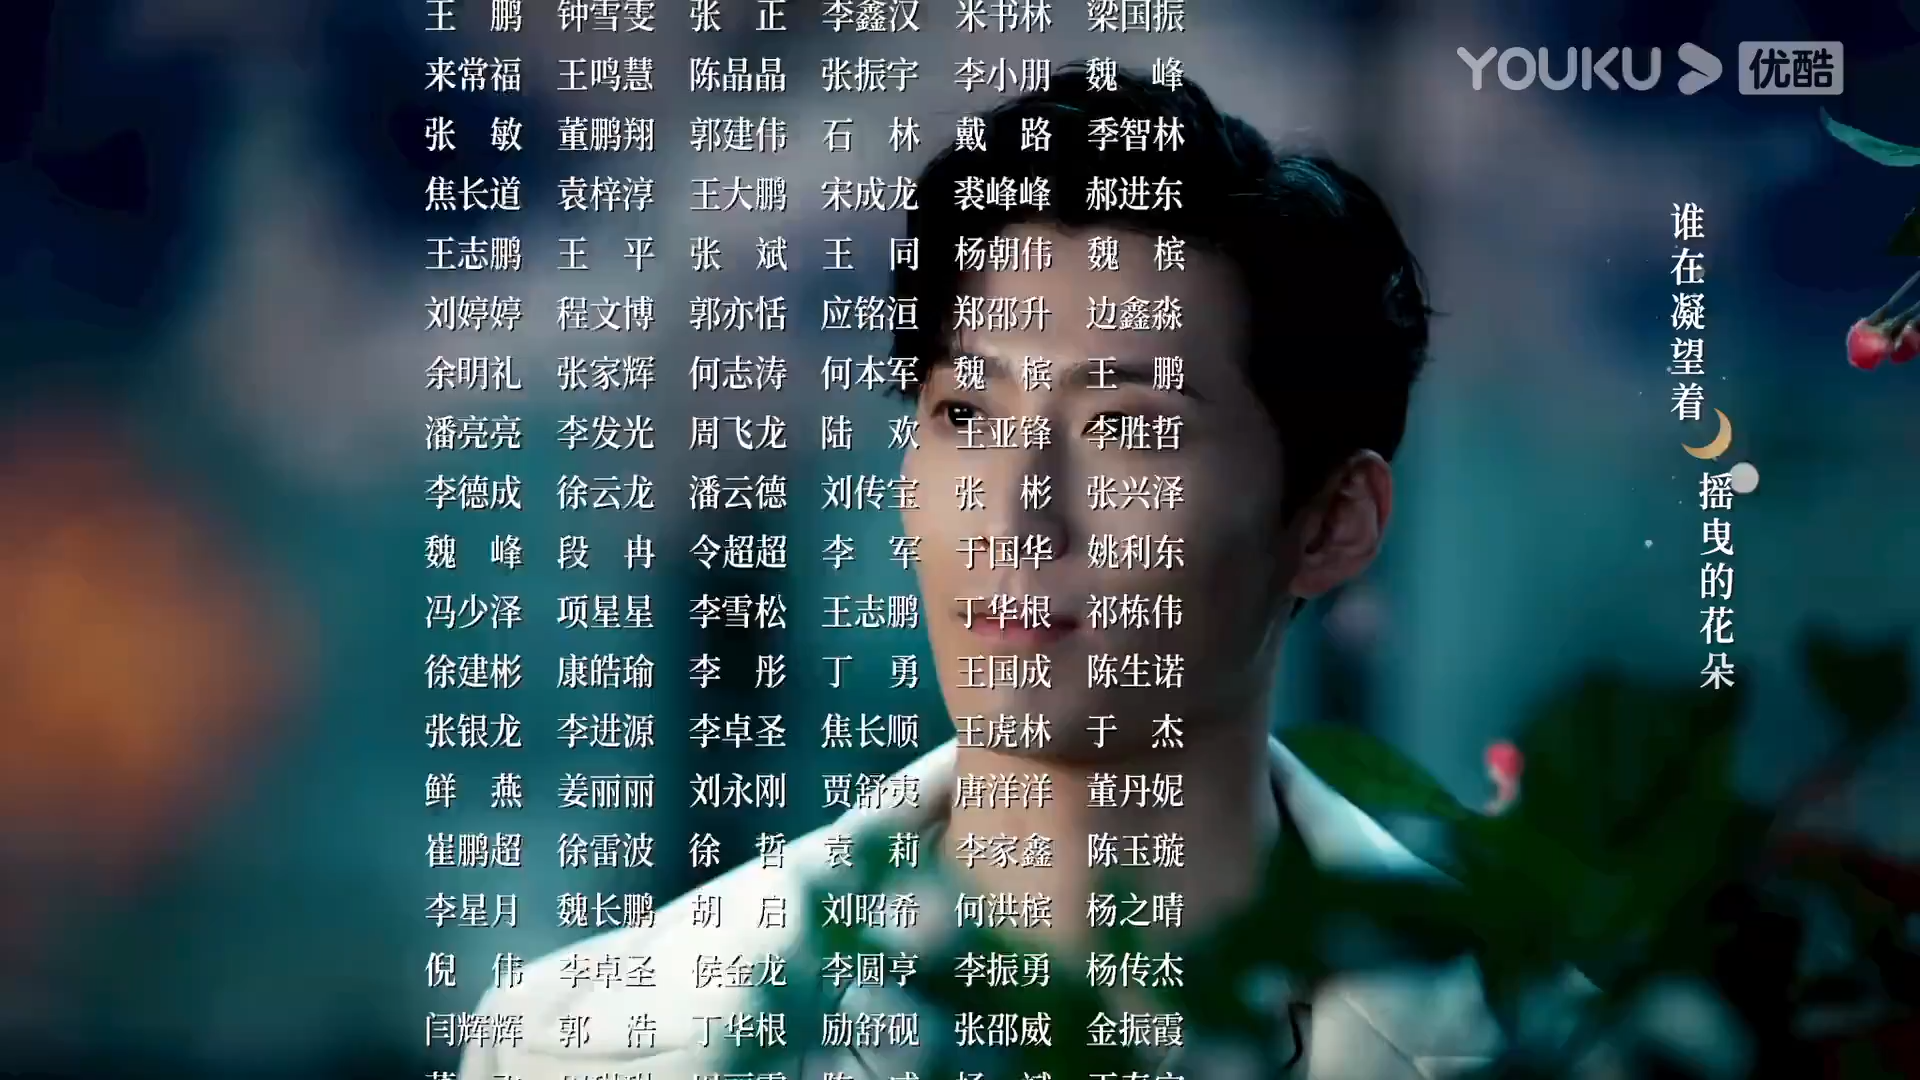 王　鹏　钟雪雯　张　正　李鑫汉　米书林　梁国振
来常福　王鸣慧　陈晶晶　张振宇　李小朋　魏　峰
张　敏　董鹏翔　郭建伟　石　林　戴　路　季智林
焦长道　袁梓淳　王大鹏　宋成龙　裘峰峰　郝进东
王志鹏　王　平　张　斌　王　同　杨朝伟　魏　槟
刘婷婷　程文博　郭亦恬　应铭洹　郑邵升　边鑫淼
余明礼　张家辉　何志涛　何本军　魏　槟　王　鹏
潘亮亮　李发光　周飞龙　陆　欢　王亚锋　李胜哲
李德成　徐云龙　潘云德　刘传宝　张　彬　张兴泽
魏　峰　段　冉　令超超　李　军　于国华　姚利东
冯少泽　项星星　李雪松　王志鹏　丁华根　祁栋伟
徐建彬　康皓瑜　李　彤　丁　勇　王国成　陈生诺
张银龙　李进源　李卓圣　焦长顺　王虎林　于　杰
鲜　燕　姜丽丽　刘永刚　贾舒夷　唐洋洋　董丹妮
崔鹏超　徐雷波　徐　哲　袁　莉　李家鑫　陈玉璇
李星月　魏长鹏　胡　启　刘昭希　何洪槟　杨之晴
倪　伟　李卓圣　侯金龙　李圆亨　李振勇　杨传杰
闫辉辉　郭　浩　丁华根　励舒砚　张邵威　金振霞
YOUKU 优酷
谁在凝望着
摇曳的花朵